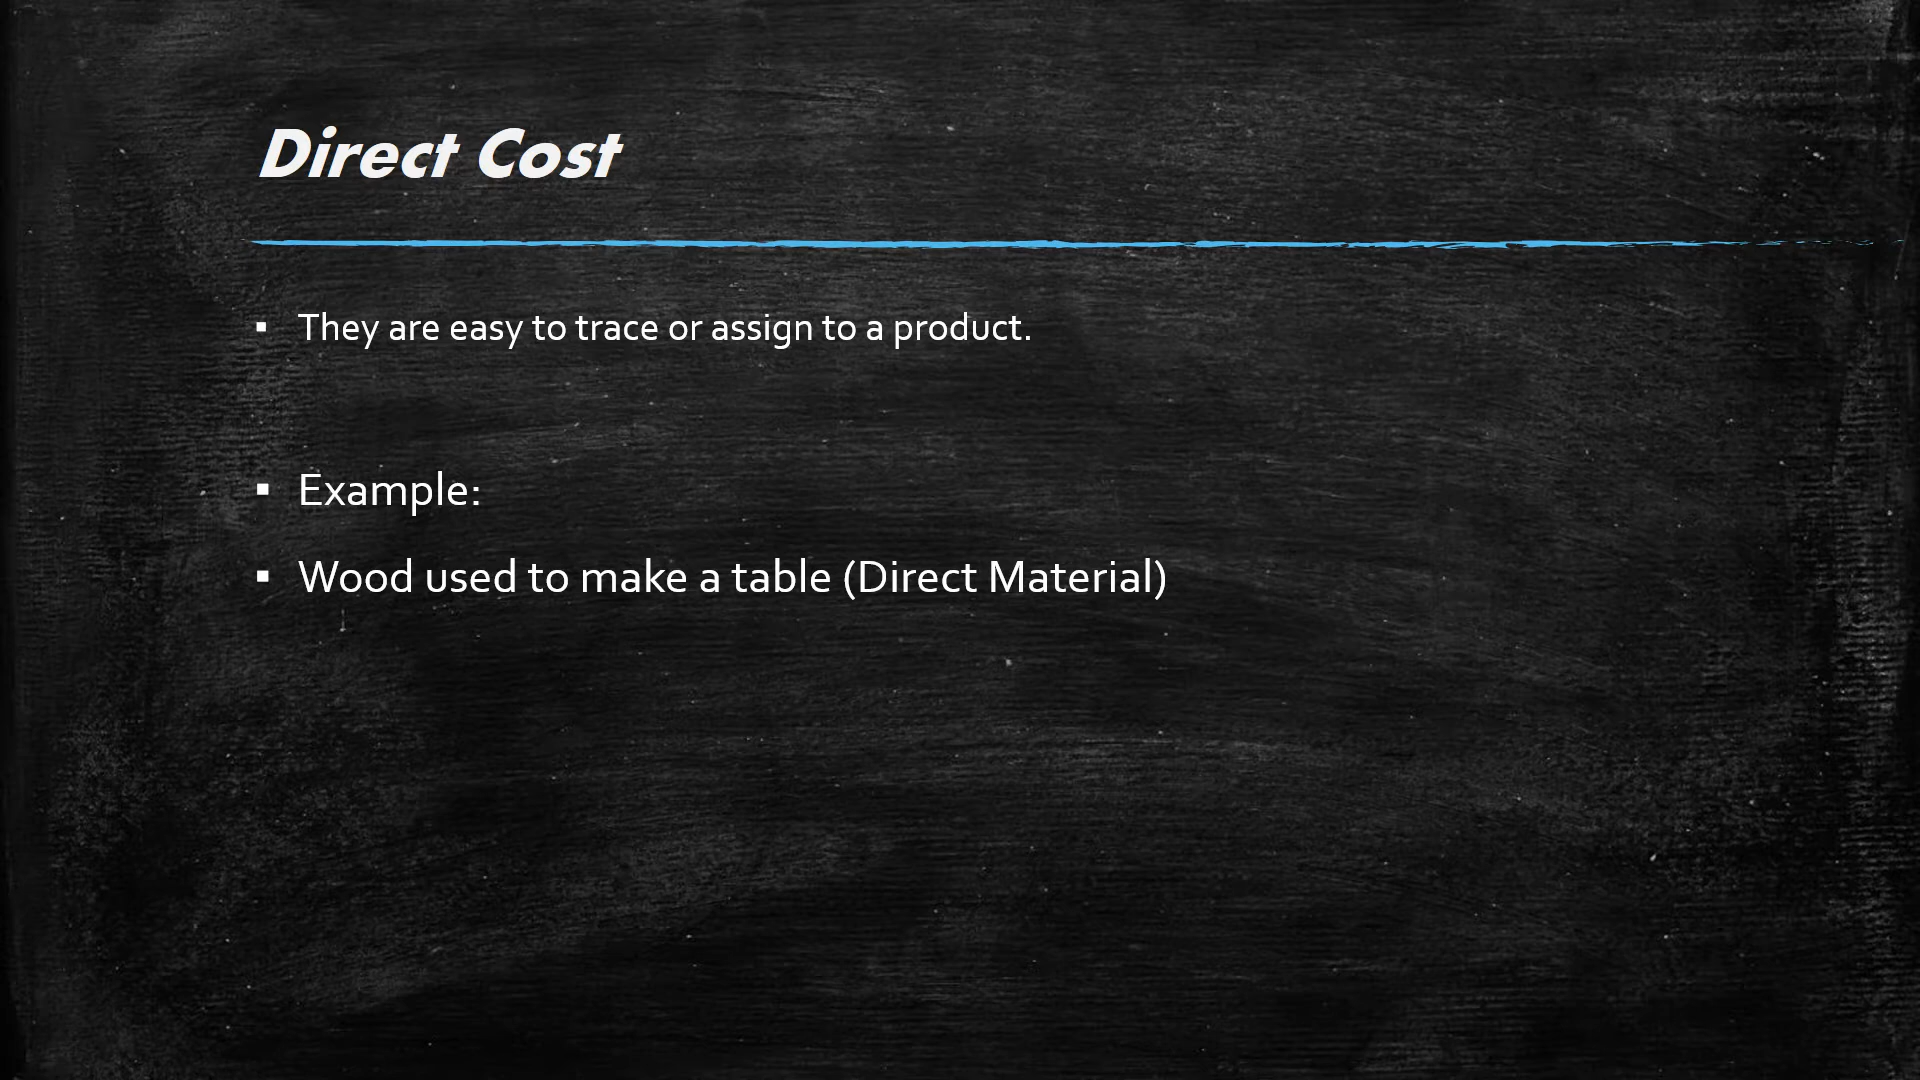 Direct Cost
▪ They are easy to trace or assign to a product.
▪ Example:
▪ Wood used to make a table (Direct Material)